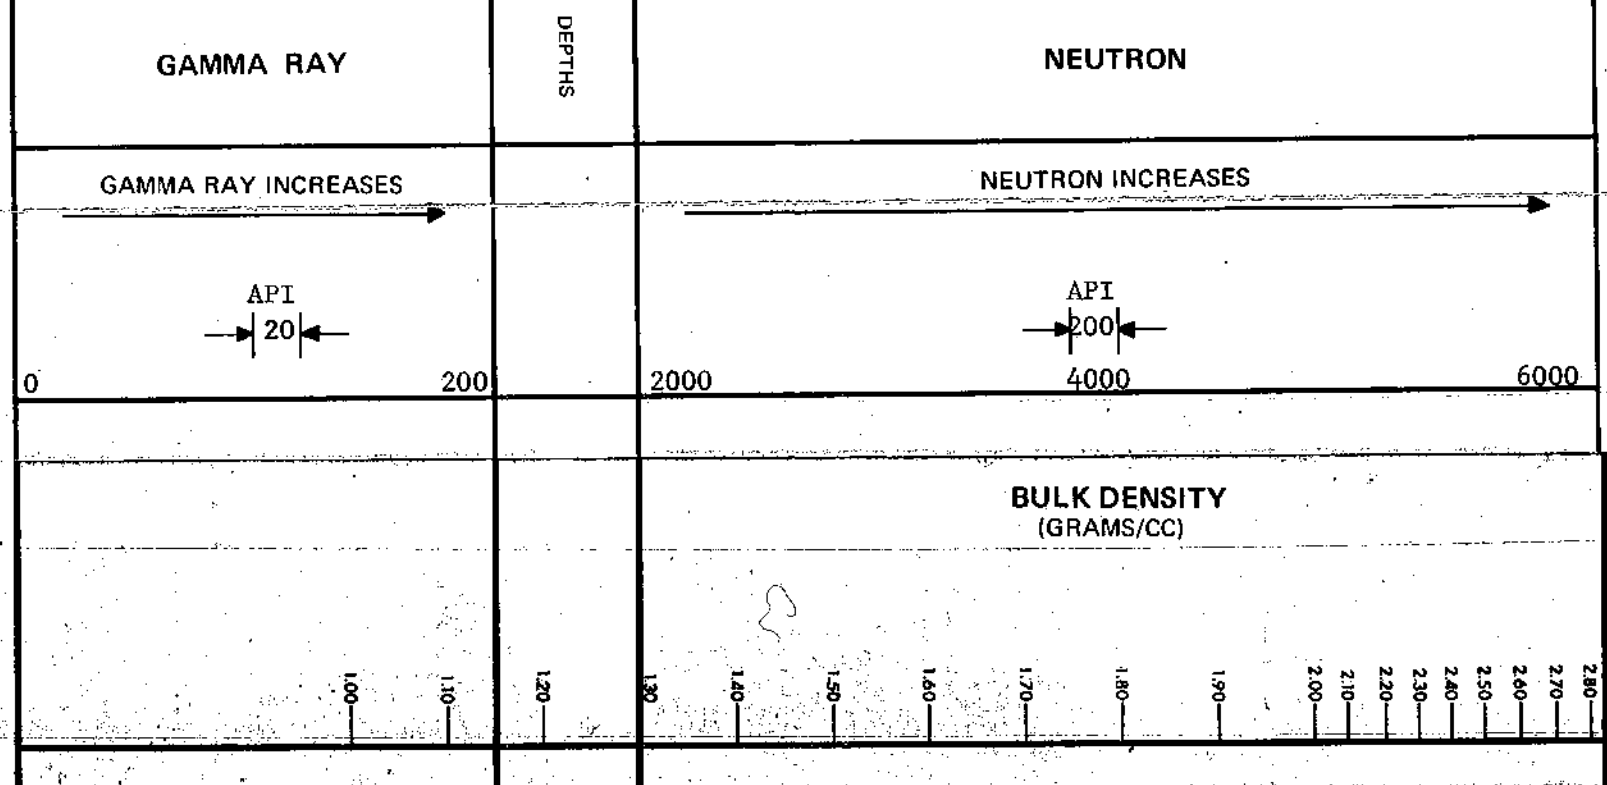 GAMMA RAY
DEPTHS
NEUTRON
GAMMA RAY INCREASES
NEUTRON INCREASES
API
20
API
200
0
200
2000
4000
6000
BULK DENSITY
(GRAMS/CC)
1.00
1.10
1.20
1.30
1.40
1.50
1.60
1.70
1.80
1.90
2.00
2.10
2.20
2.30
2.40
2.50
2.60
2.70
2.80